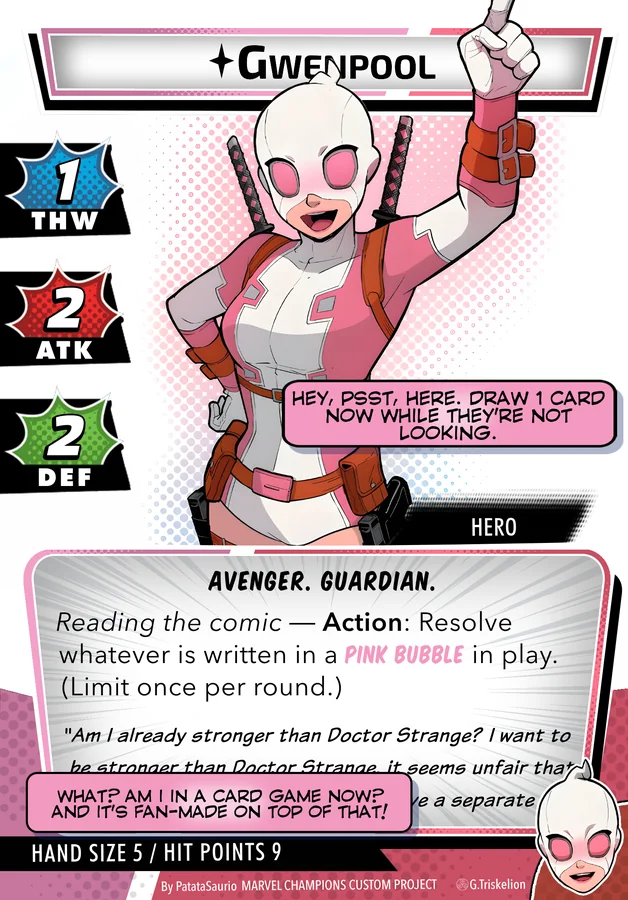 ✦GWENPOOL
1
THW
2
ATK
2
DEF
HEY, PSST, HERE. DRAW 1 CARD
NOW WHILE THEY'RE NOT
LOOKING.
HERO
AVENGER. GUARDIAN.
Reading the comic — Action: Resolve
whatever is written in a PINK BUBBLE in play.
(Limit once per round.)
"Am I already stronger than Doctor Strange? I want to
be stronger than Doctor Strange, it seems unfair that
a separate
WHAT? AM I IN A CARD GAME NOW?
AND IT'S FAN-MADE ON TOP OF THAT!
HAND SIZE 5 / HIT POINTS 9
By PatataSaurio MARVEL CHAMPIONS CUSTOM PROJECT G.Triskelion